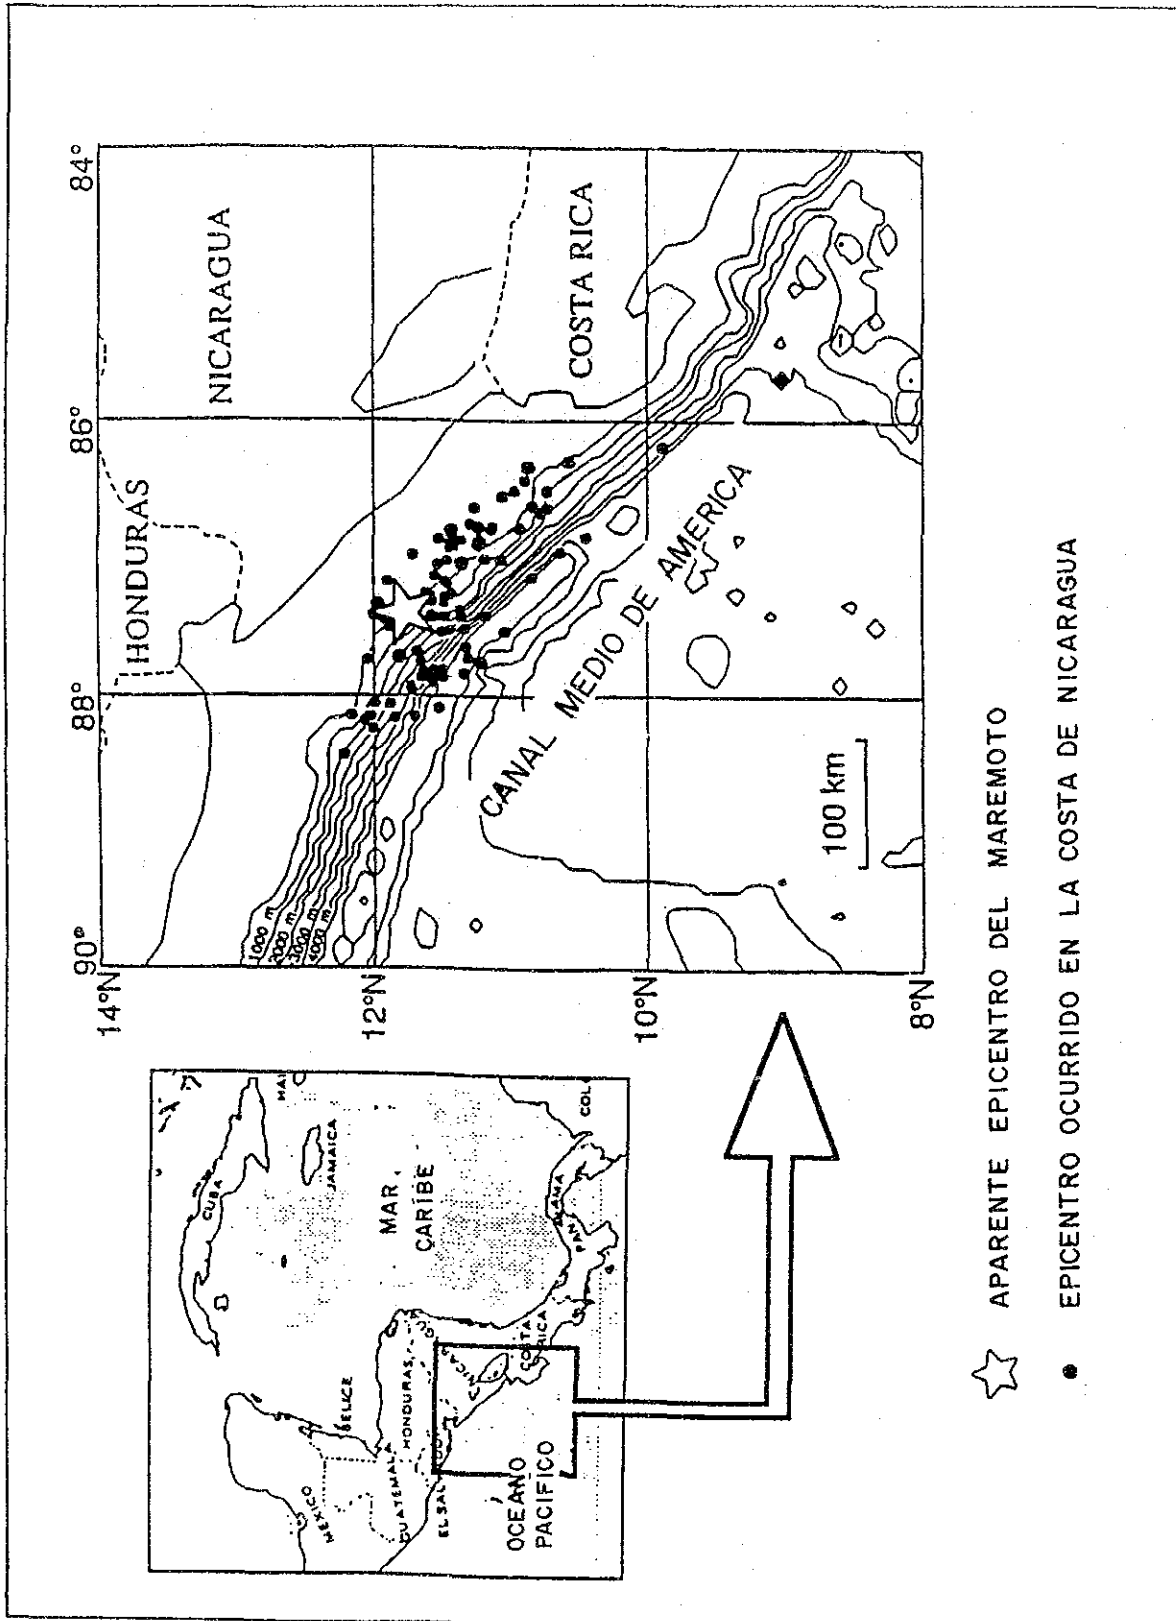 CUBA
JAMAICA
MAR
CARIBE
MEXICO
BELICE
GUATEMALA
HONDURAS
EL SAL
NICAR
COSTA
RICA
PANAMA
COL
OCEANO
PACIFICO
90°
88°
86°
84°
14°N
12°N
10°N
8°N
HONDURAS
NICARAGUA
COSTA RICA
1000 m
2000 m
3000 m
4000 m
CANAL MEDIO DE AMERICA
100 km
APARENTE EPICENTRO DEL MAREMOTO
EPICENTRO OCURRIDO EN LA COSTA DE NICARAGUA